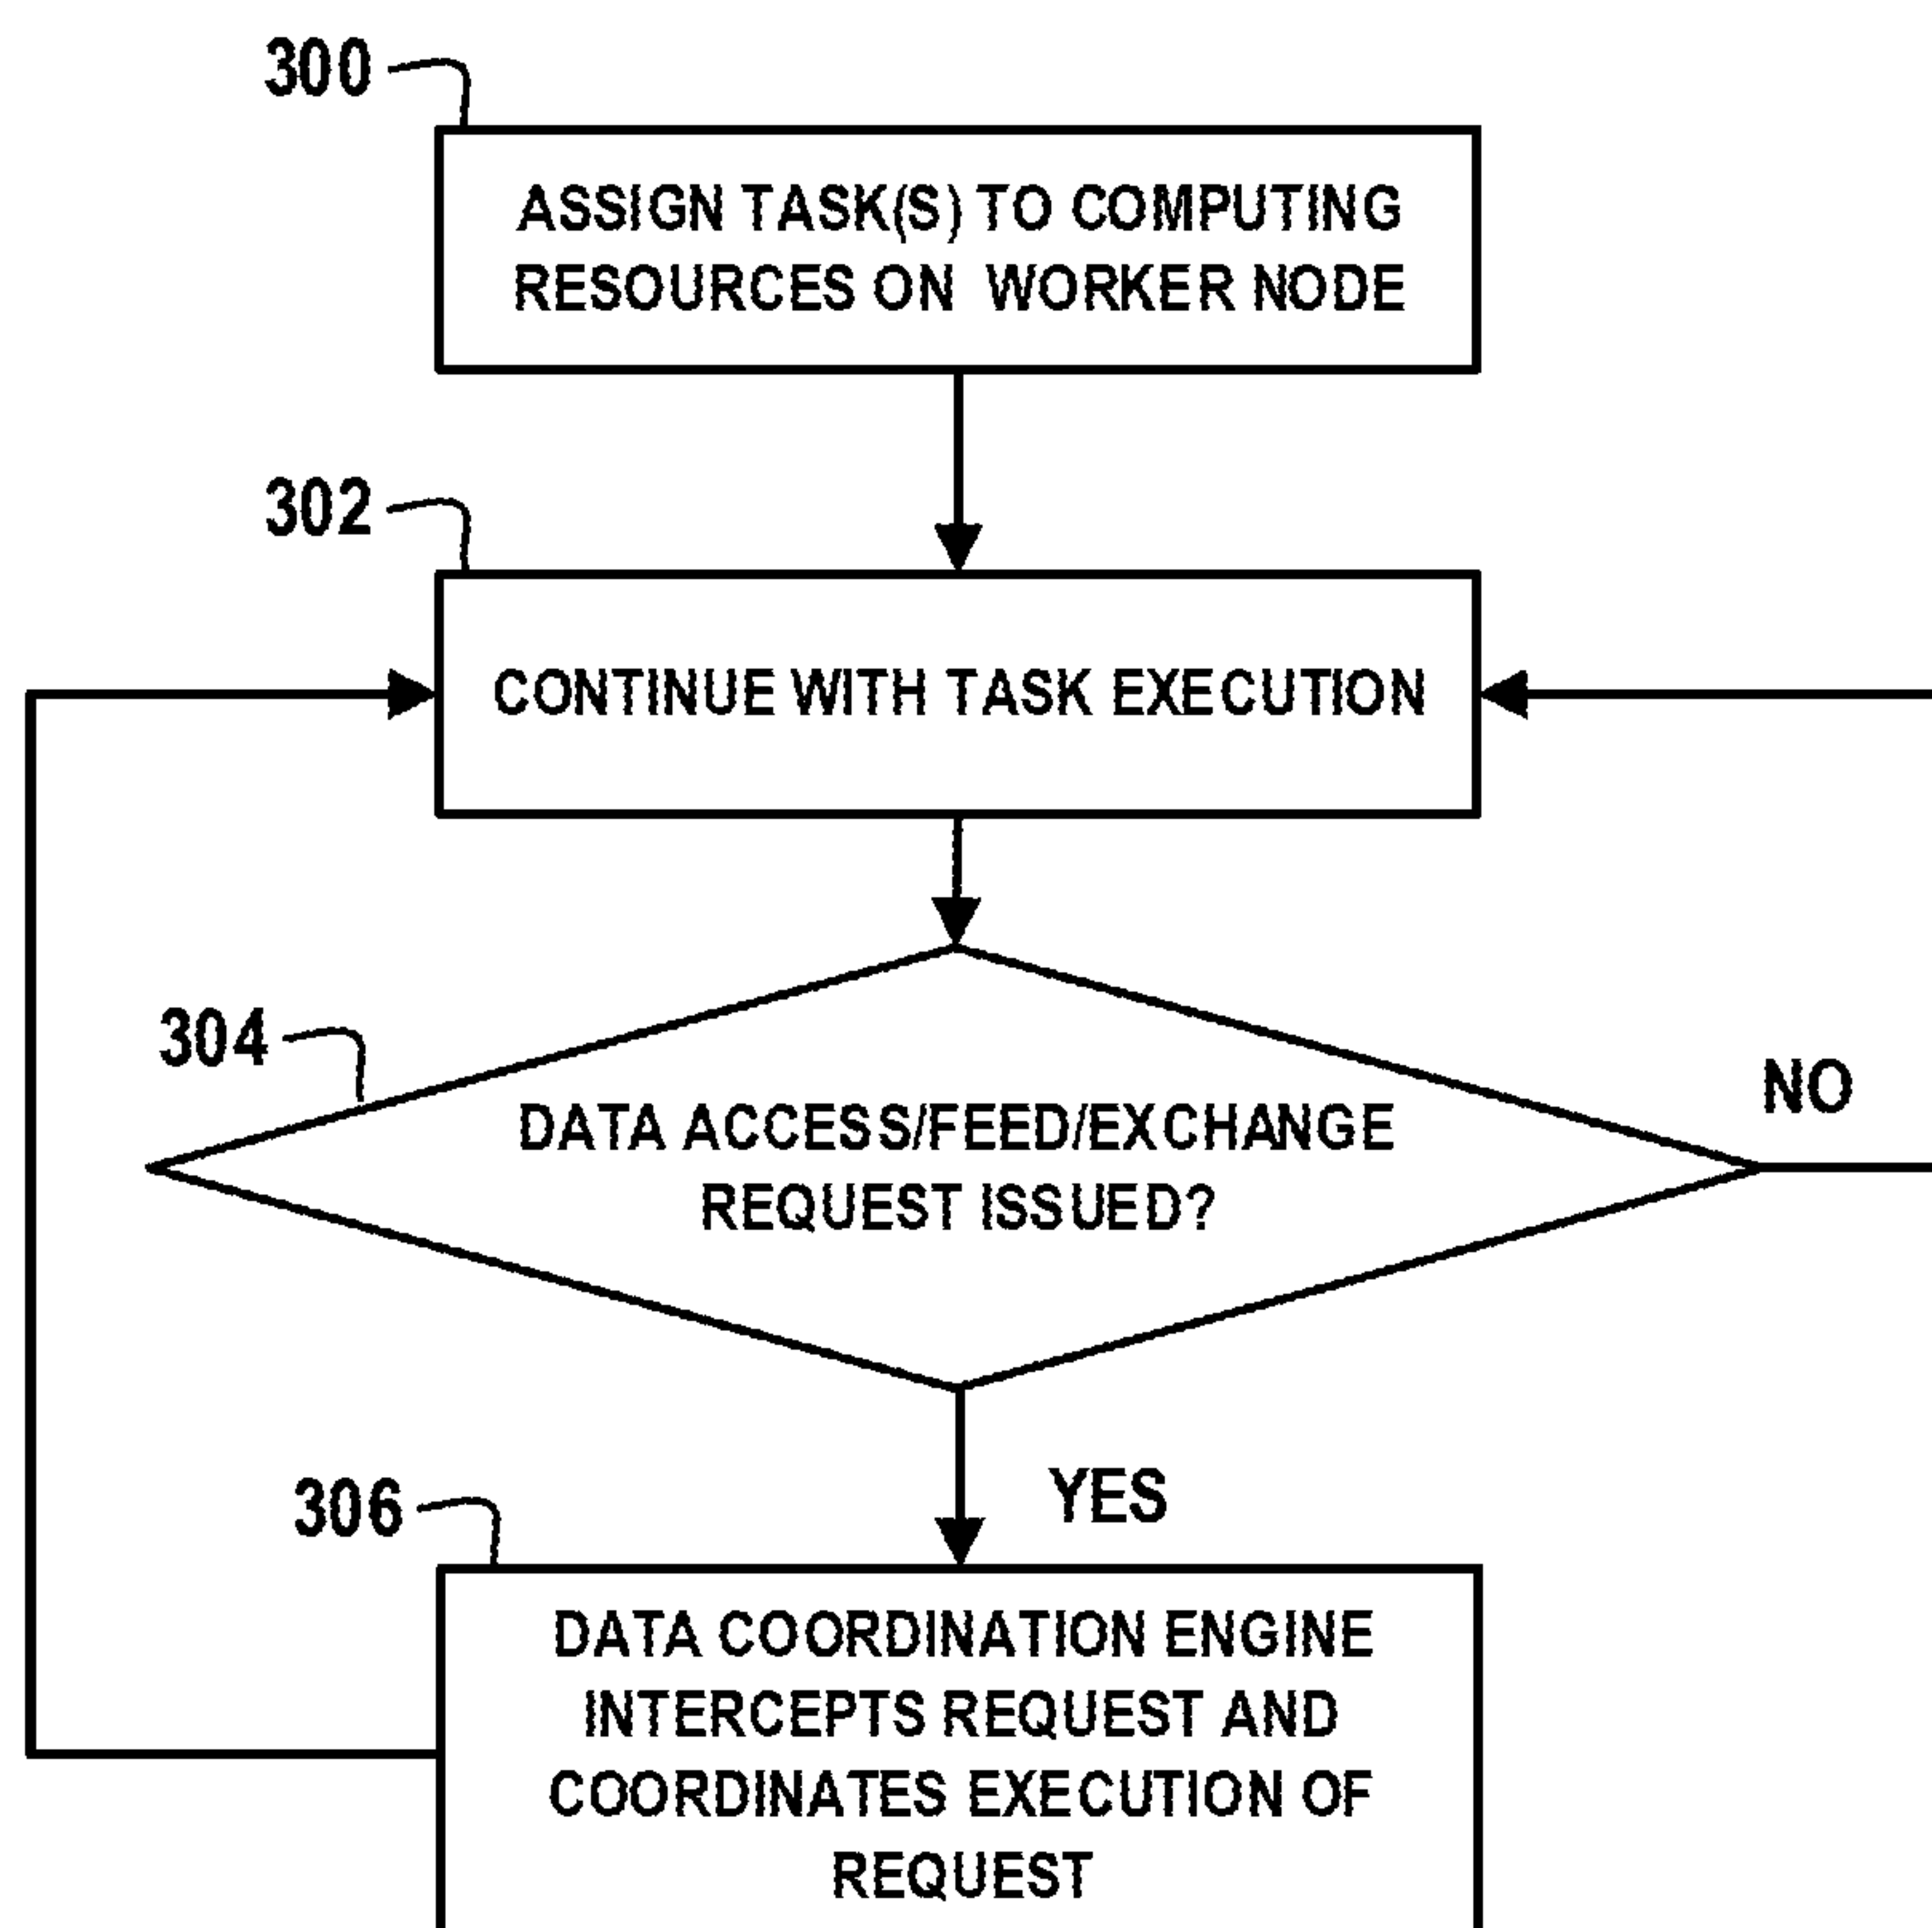 300
ASSIGN TASK(S) TO COMPUTING
RESOURCES ON WORKER NODE
302
CONTINUE WITH TASK EXECUTION
304
DATA ACCESS/FEED/EXCHANGE
REQUEST ISSUED?
NO
YES
306
DATA COORDINATION ENGINE
INTERCEPTS REQUEST AND
COORDINATES EXECUTION OF
REQUEST